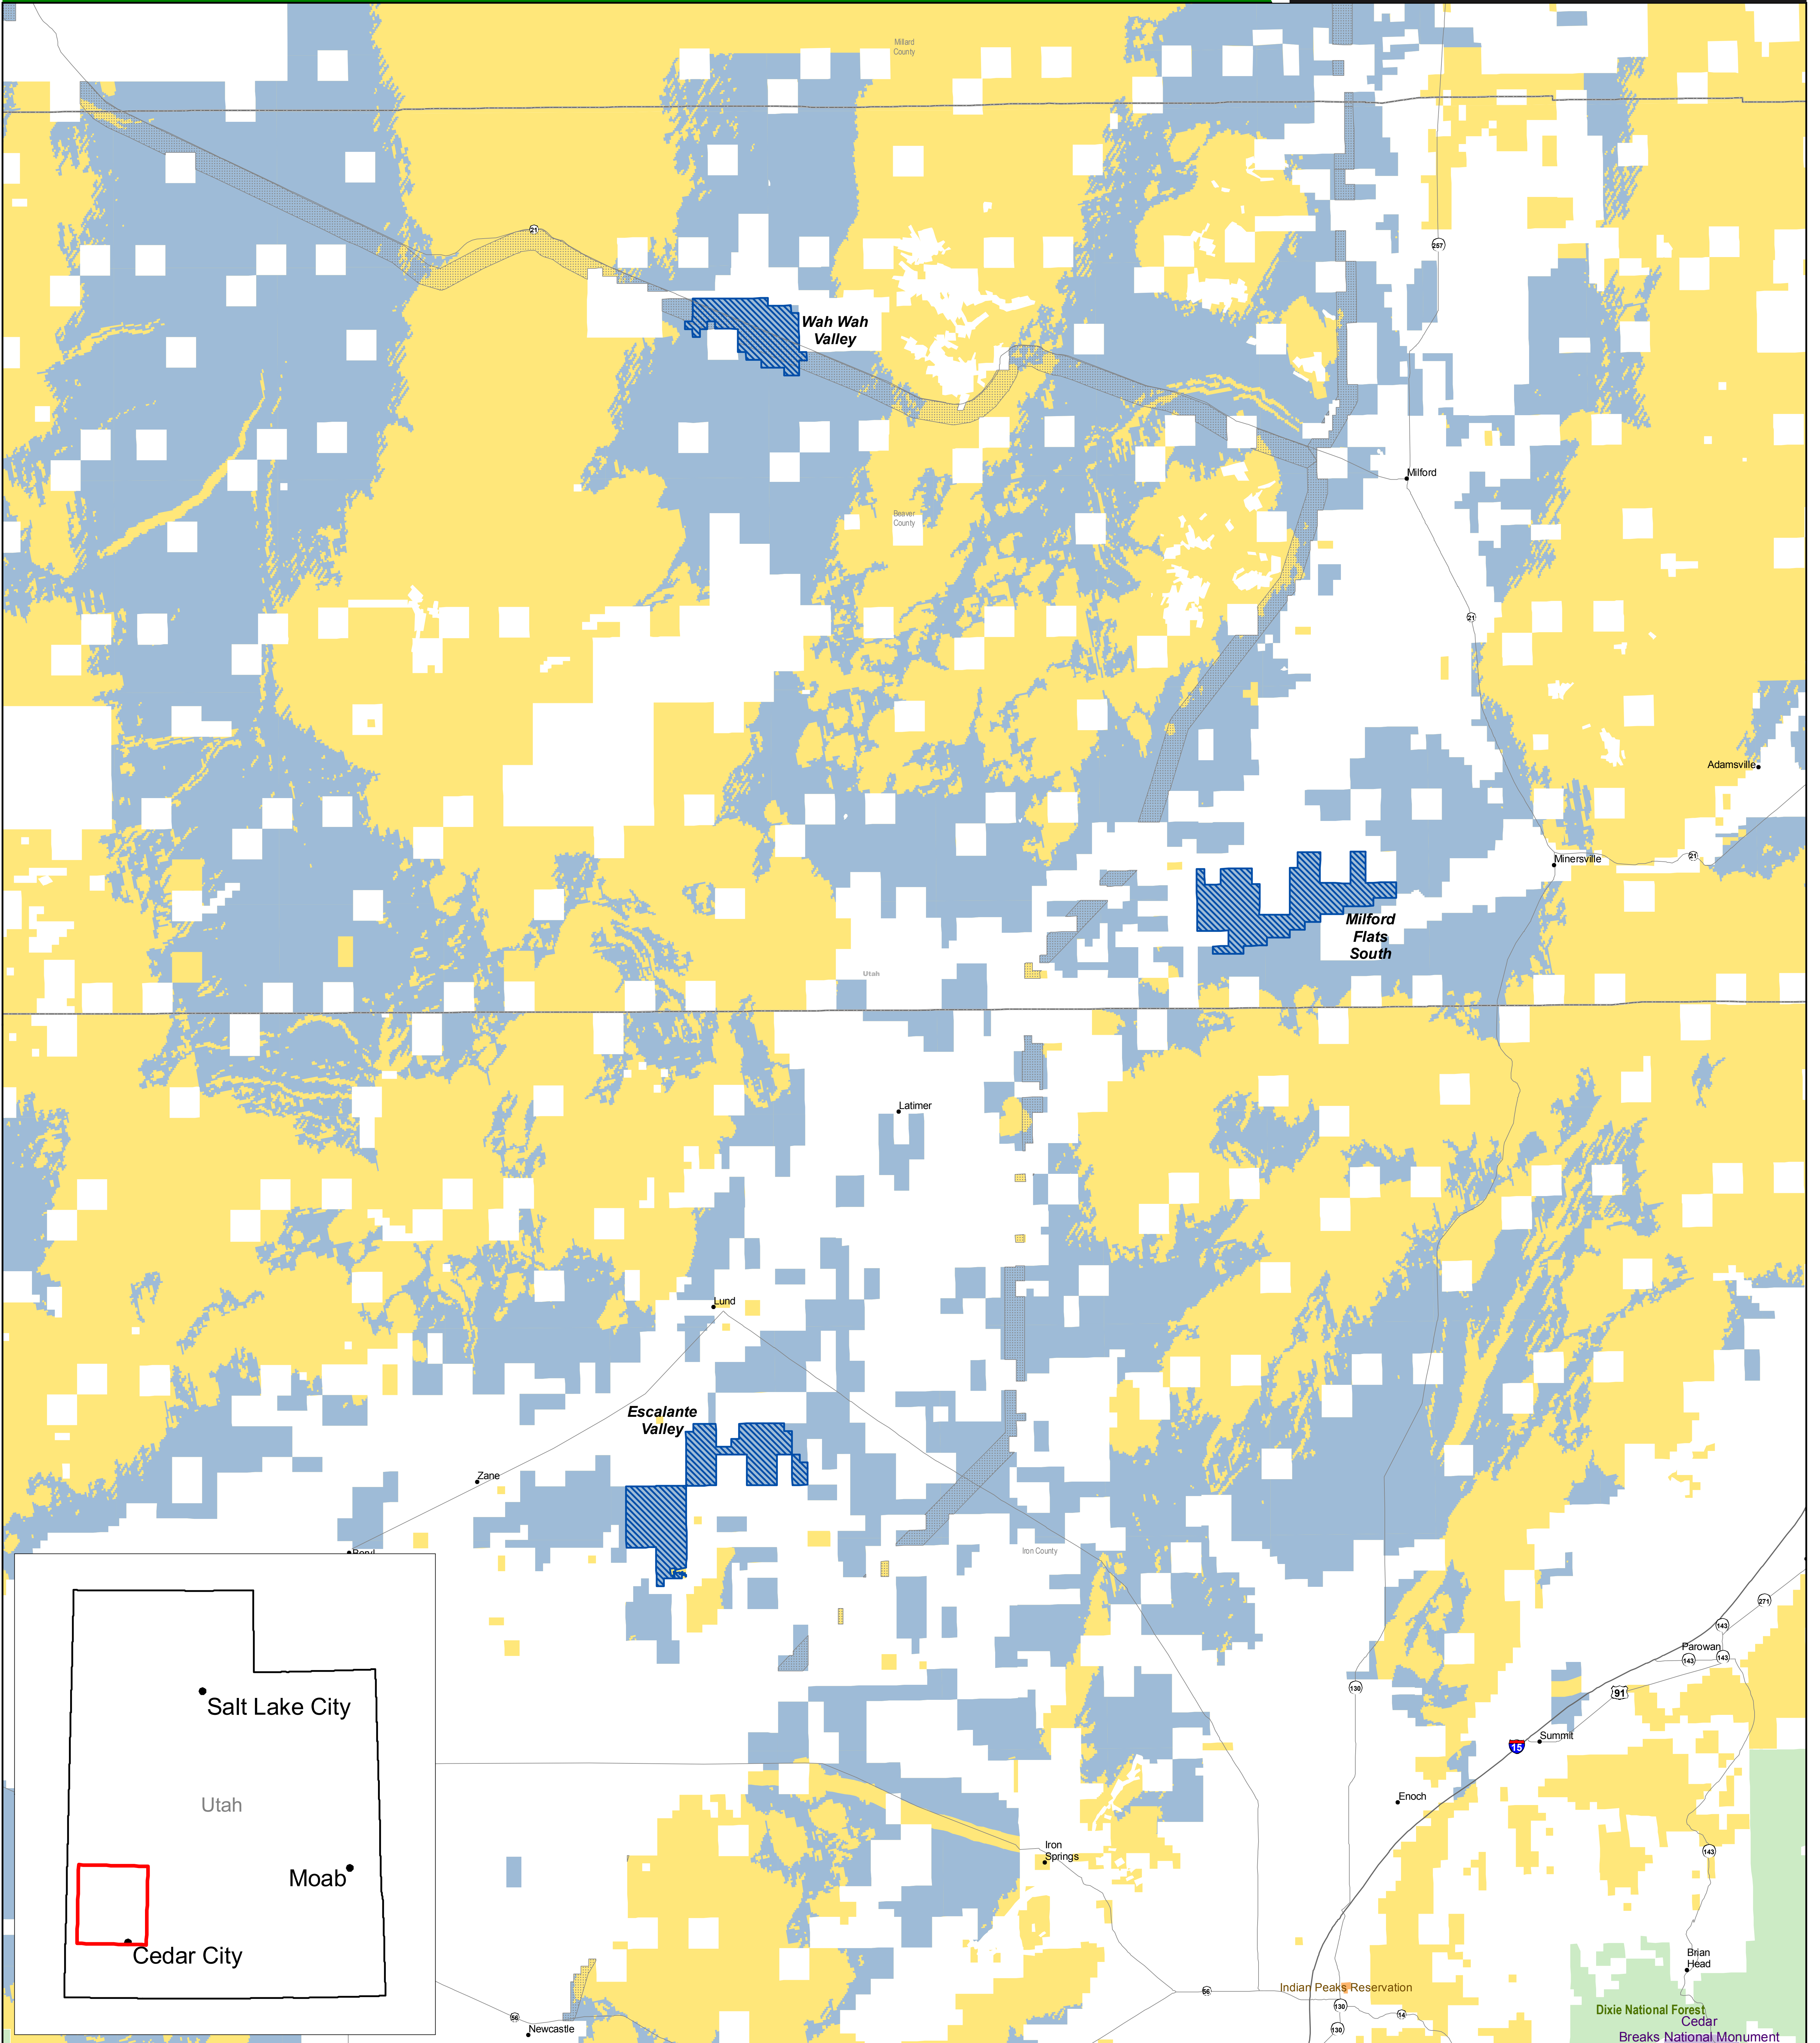 Millard
County
21
257
Wah Wah
Valley
Milford
Beaver
County
21
Adamsville
Minersville
21
Milford
Flats
South
Utah
Latimer
Lund
Escalante
Valley
Zane
Iron County
271
143
Parowan
143
143
130
91
Summit
15
Enoch
Iron
Springs
143
Salt Lake City
Utah
Moab
Cedar City
Brian
Head
Indian Peaks Reservation
56
130
14
Dixie National Forest
56
Newcastle
130
Cedar
Breaks National Monument